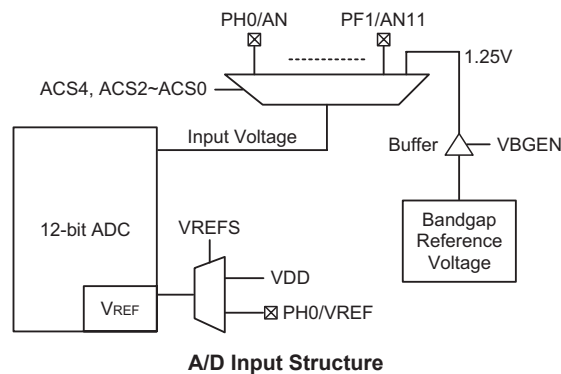 PH0/AN
PF1/AN11
1.25V
ACS4, ACS2~ACS0
Input Voltage
Buffer
VBGEN
12-bit ADC
VREFS
Bandgap
Reference
Voltage
VDD
VREF
PH0/VREF
A/D Input Structure